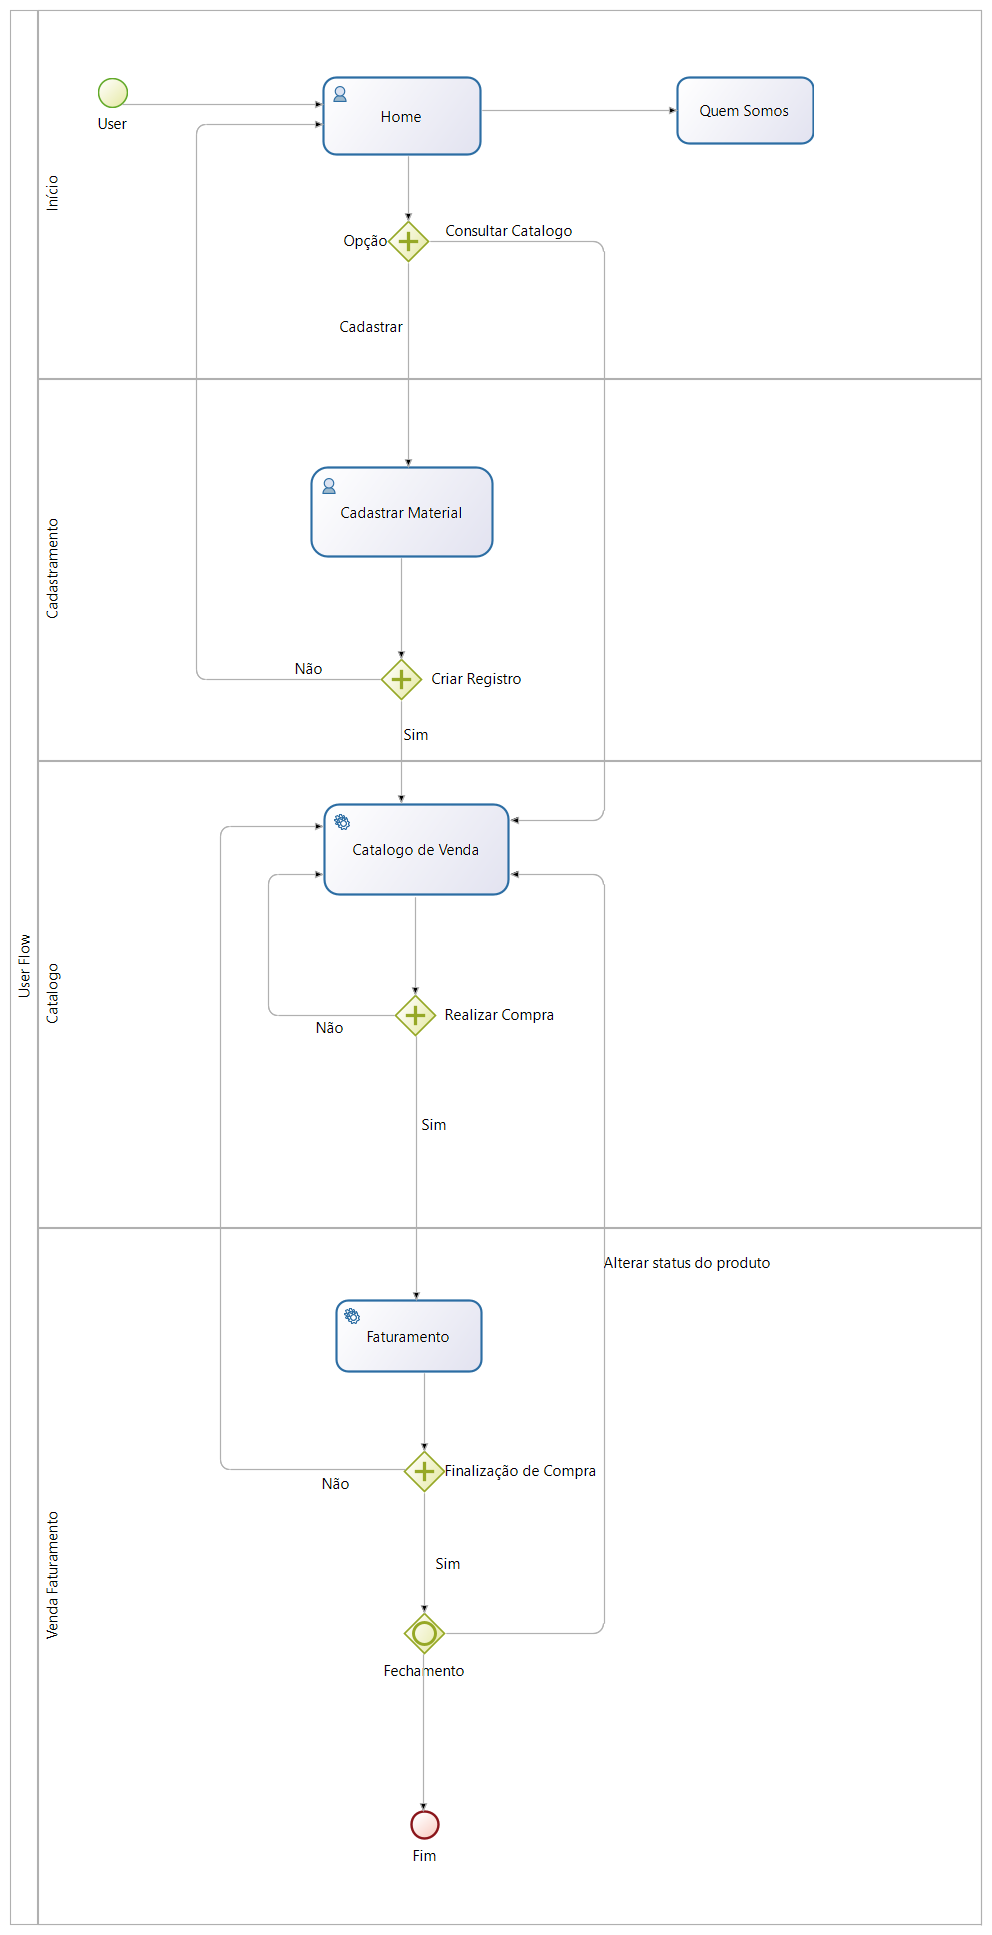 User Flow
Início
User
Home
Quem Somos
Opção
Consultar Catalogo
Cadastrar
Cadastramento
Cadastrar Material
Não
Criar Registro
Sim
Catalogo
Catalogo de Venda
Realizar Compra
Não
Sim
Venda Faturamento
Alterar status do produto
Faturamento
Finalização de Compra
Não
Sim
Fechamento
Fim